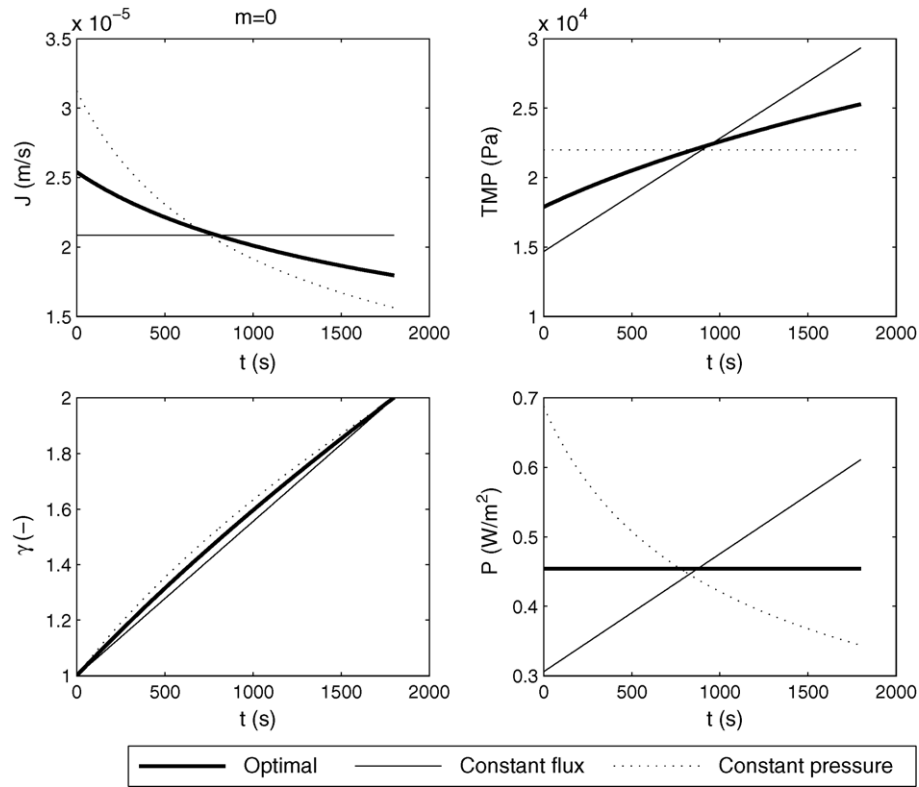 x 10⁻⁵
m=0
3.5
3
2.5
2
1.5
J (m/s)
0
500
1000
1500
2000
t (s)
x 10⁴
3
2.5
2
1.5
1
TMP (Pa)
0
500
1000
1500
2000
t (s)
2
1.8
1.6
1.4
1.2
1
γ (−)
0
500
1000
1500
2000
t (s)
0.7
0.6
0.5
0.4
0.3
P (W/m²)
0
500
1000
1500
2000
t (s)
Optimal
Constant flux
Constant pressure